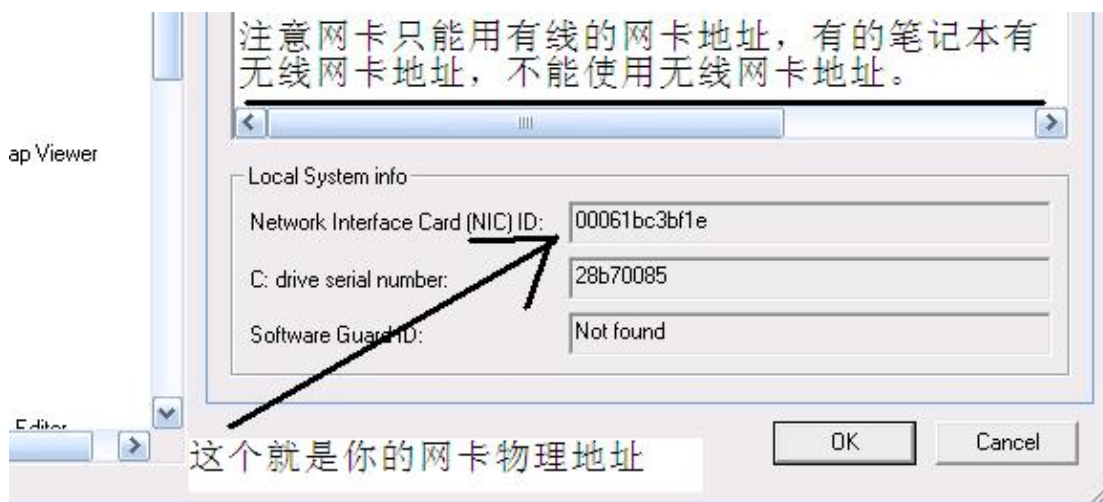 注意网卡只能用有线的网卡地址，有的笔记本有
无线网卡地址，不能使用无线网卡地址。
ap Viewer
Local System info
Network Interface Card (NIC) ID: 00061bc3bf1e
C: drive serial number: 28b70085
Software Guard ID: Not found
Editor
这个就是你的网卡物理地址
OK Cancel